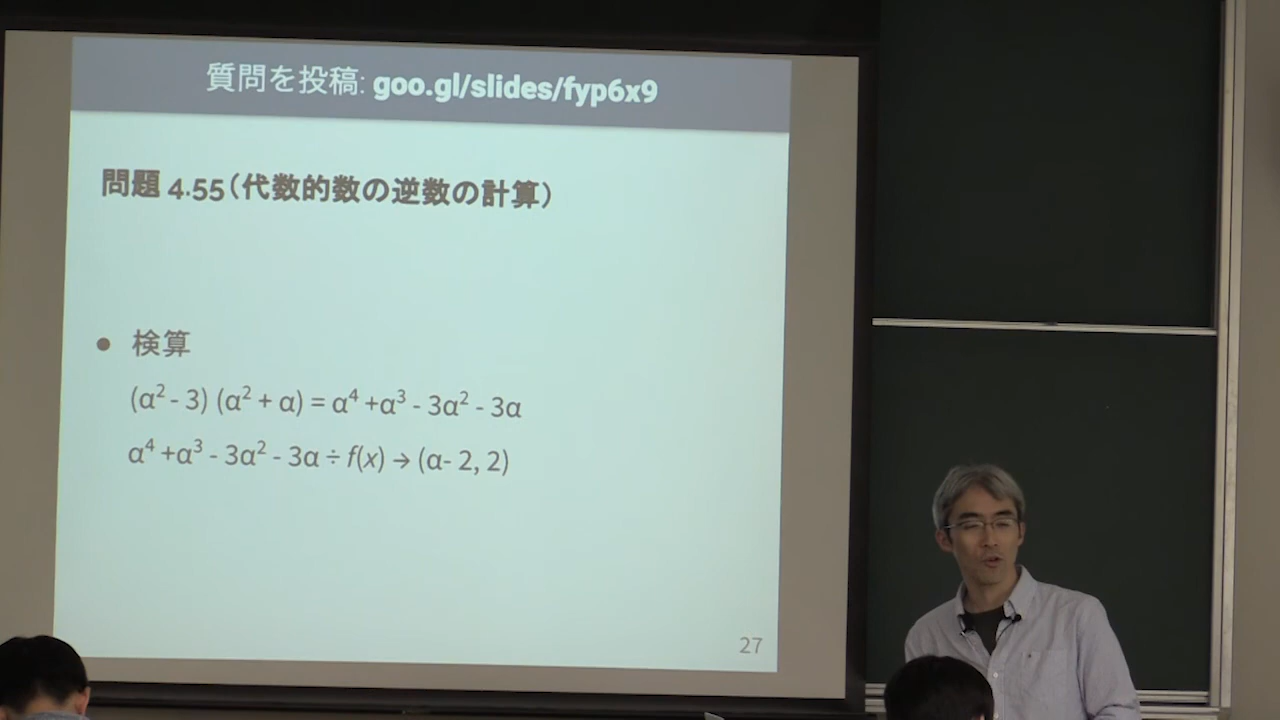 質問を投稿: goo.gl/slides/fyp6x9
問題 4.55(代数的数の逆数の計算)
● 検算
(α² - 3) (α² + α) = α⁴ +α³ - 3α² - 3α
α⁴ +α³ - 3α² - 3α ÷ f(x) → (α- 2, 2)
27